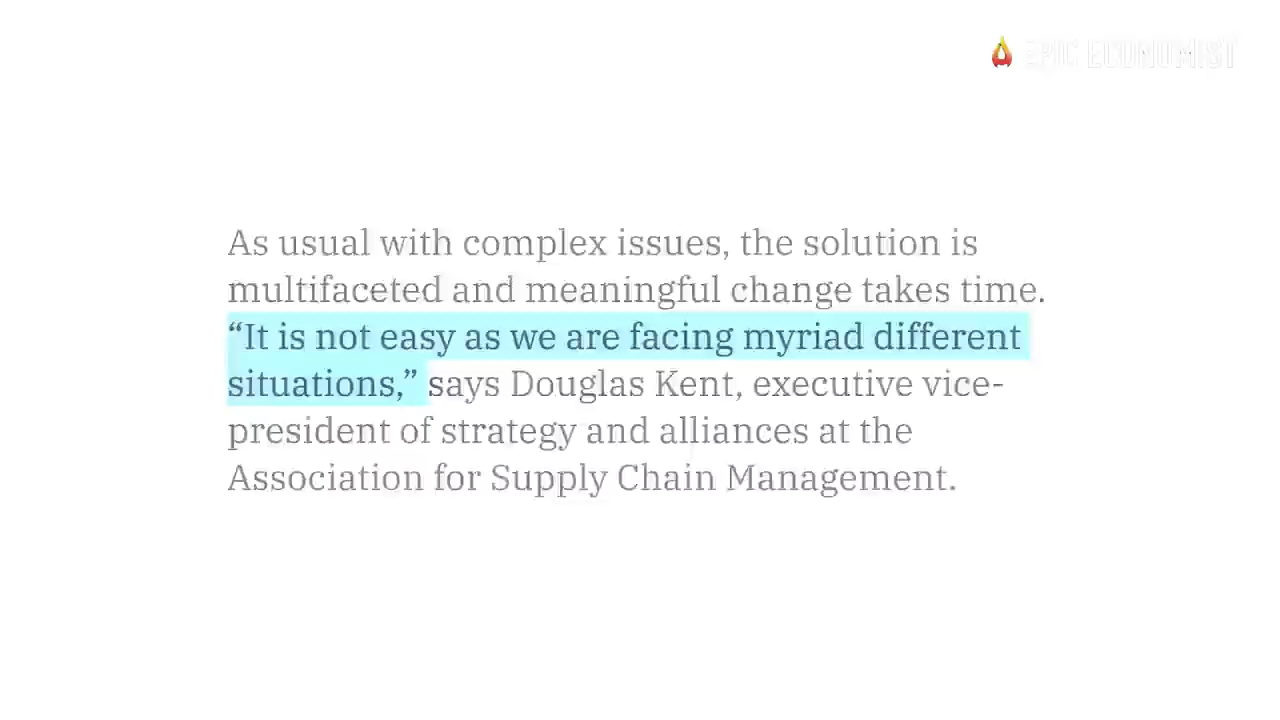 EPIC ECONOMIST
As usual with complex issues, the solution is
multifaceted and meaningful change takes time.
“It is not easy as we are facing myriad different
situations,” says Douglas Kent, executive vice-
president of strategy and alliances at the
Association for Supply Chain Management.